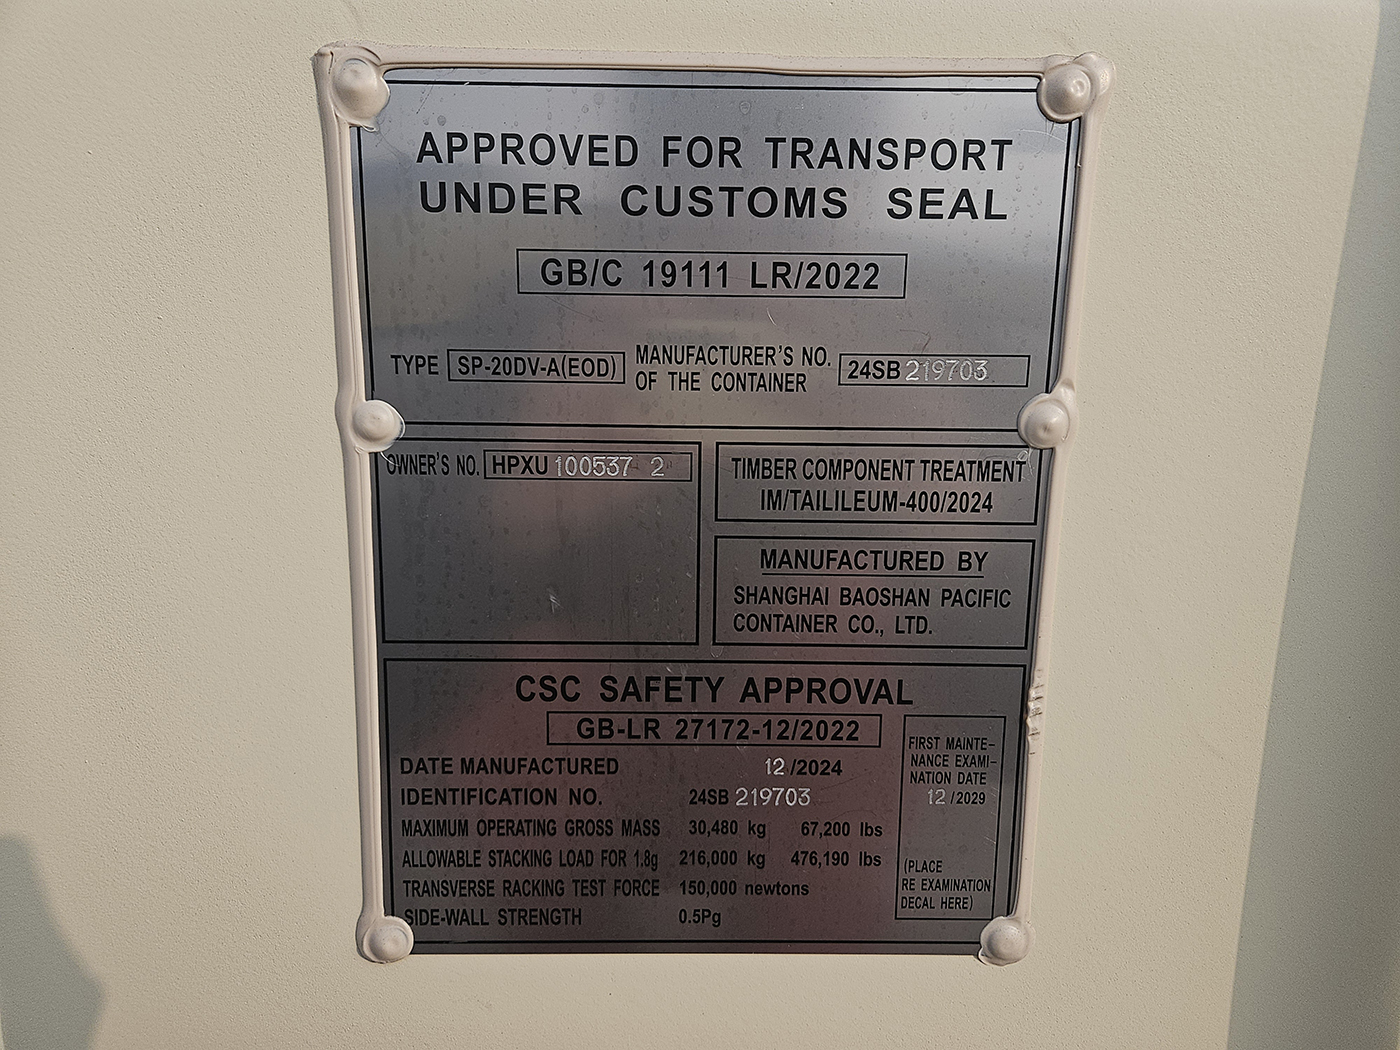 APPROVED FOR TRANSPORT
UNDER CUSTOMS SEAL
GB/C 19111 LR/2022
TYPE SP-20DV-A(EOD)
MANUFACTURER'S NO.
OF THE CONTAINER
24SB 219703
OWNER'S NO. HPXU 100537 2
TIMBER COMPONENT TREATMENT
IM/TAILILEUM-400/2024
MANUFACTURED BY
SHANGHAI BAOSHAN PACIFIC
CONTAINER CO., LTD.
CSC SAFETY APPROVAL
GB-LR 27172-12/2022
DATE MANUFACTURED 12/2024
IDENTIFICATION NO. 24SB 219703
MAXIMUM OPERATING GROSS MASS 30,480 kg 67,200 lbs
ALLOWABLE STACKING LOAD FOR 1.8g 216,000 kg 476,190 lbs
TRANSVERSE RACKING TEST FORCE 150,000 newtons
SIDE-WALL STRENGTH 0.5Pg
FIRST MAINTE-
NANCE EXAMI-
NATION DATE
12/2029
(PLACE
RE EXAMINATION
DECAL HERE)